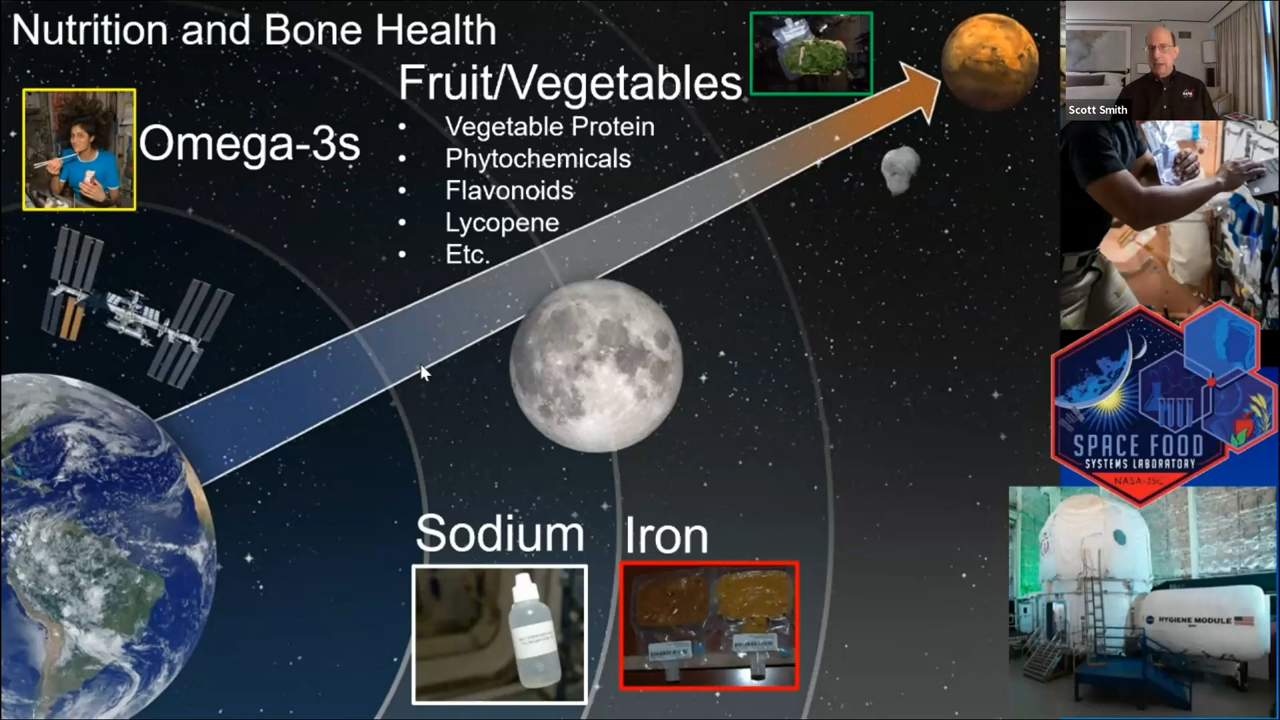 Nutrition and Bone Health
Fruit/Vegetables
Omega-3s
• Vegetable Protein
• Phytochemicals
• Flavonoids
• Lycopene
• Etc.
Sodium
Iron
Scott Smith
SPACE FOOD
SYSTEMS LABORATORY
NASA-JSC
HYGIENE MODULE